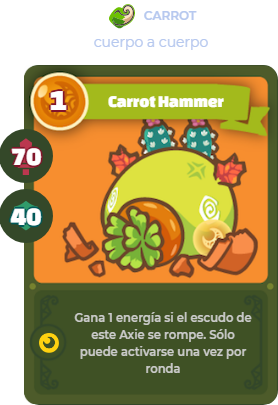 CARROT
cuerpo a cuerpo
1
Carrot Hammer
70
40
Gana 1 energía si el escudo de
este Axie se rompe. Sólo
puede activarse una vez por
ronda